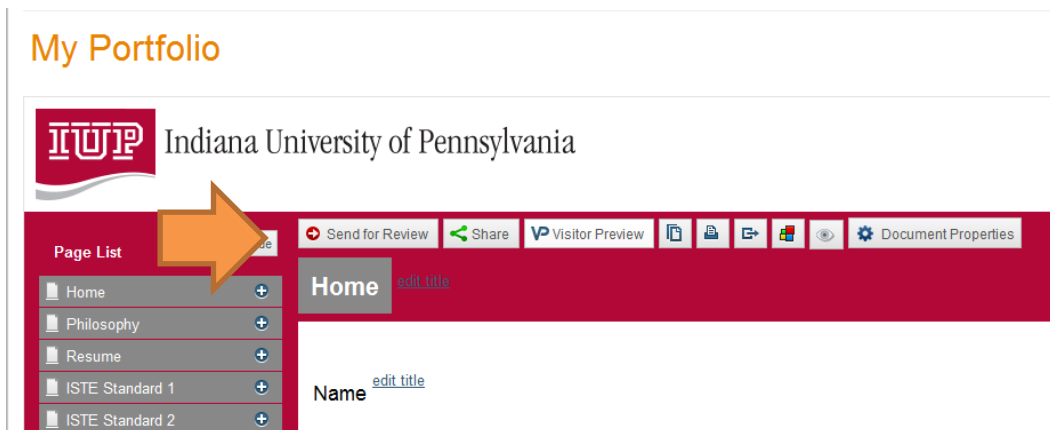 My Portfolio
IUP Indiana University of Pennsylvania
Send for Review Share VP Visitor Preview Document Properties
Page List
Home edit title
Home
Philosophy
Resume
ISTE Standard 1
Name edit title
ISTE Standard 2